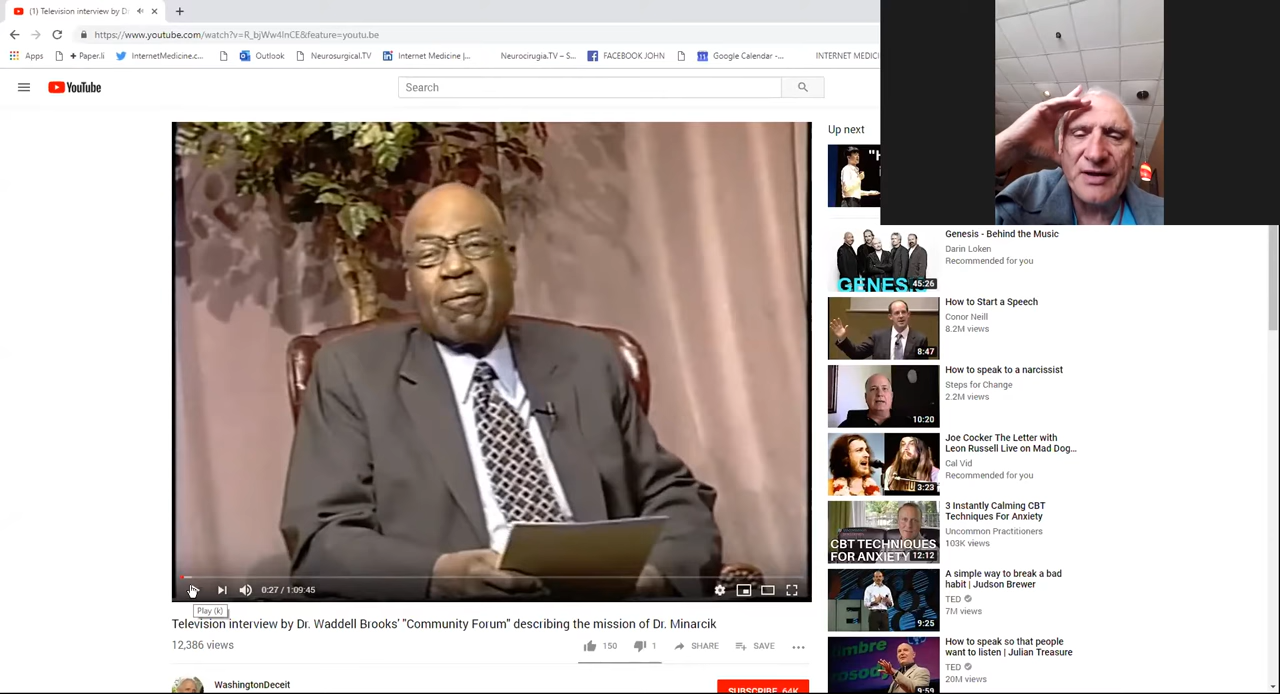 (1) Television interview by D
https://www.youtube.com/watch?v=R_bjWw4lnCE&feature=youtu.be
Apps
+ Paper.li
InternetMedicine.c...
Outlook
Neurosurgical.TV
Internet Medicine |...
Neurocirugia.TV – S...
FACEBOOK JOHN
Google Calendar -...
INTERNET MEDICI
YouTube
Search
0:27 / 1:09:45
Play (k)
Television interview by Dr. Waddell Brooks' "Community Forum" describing the mission of Dr. Minarcik
12,386 views
150
1
SHARE
SAVE
WashingtonDeceit
SUBSCRIBE 64K
Up next
"H
GENESIS
45:26
Genesis - Behind the Music
Darin Loken
Recommended for you
8:47
How to Start a Speech
Conor Neill
8.2M views
10:20
How to speak to a narcissist
Steps for Change
2.2M views
3:23
Joe Cocker The Letter with
Leon Russell Live on Mad Dog...
Cal Vid
Recommended for you
CBT TECHNIQUES
FOR ANXIETY
12:12
3 Instantly Calming CBT
Techniques For Anxiety
Uncommon Practitioners
103K views
9:25
A simple way to break a bad
habit | Judson Brewer
TED
7M views
9:59
How to speak so that people
want to listen | Julian Treasure
TED
20M views